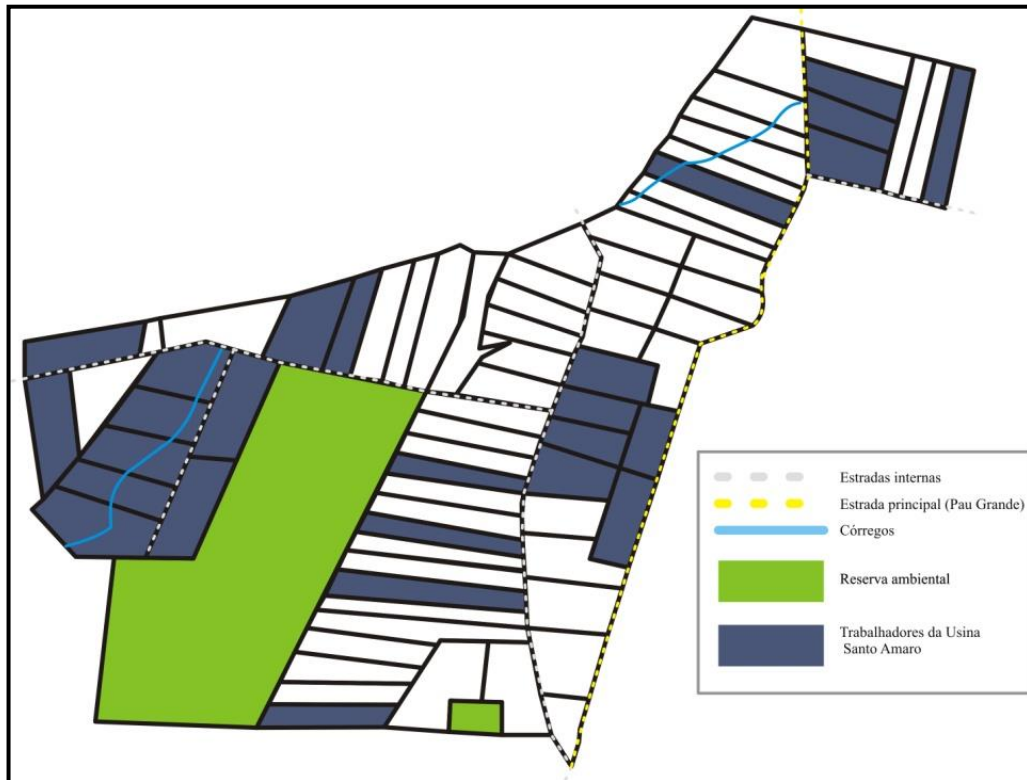 Estradas internas
Estrada principal (Pau Grande)
Córregos
Reserva ambiental
Trabalhadores da Usina
Santo Amaro